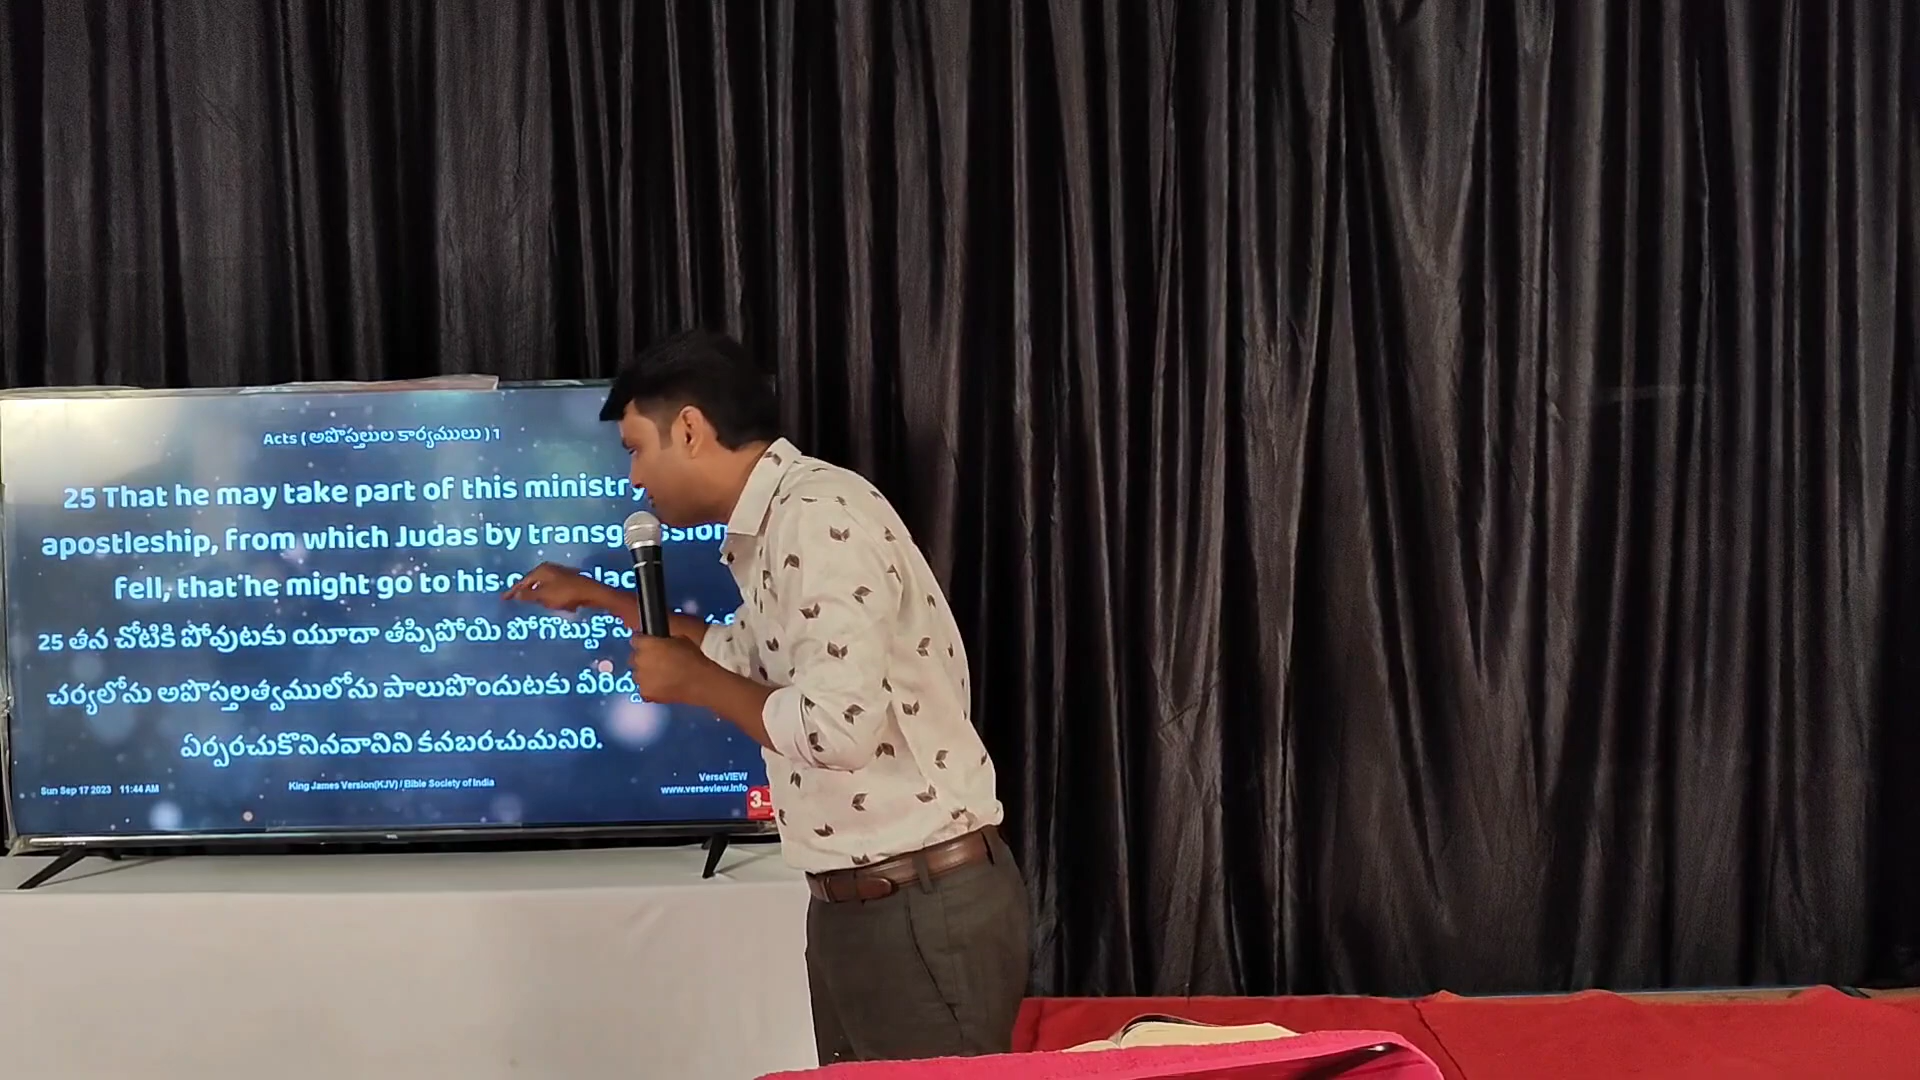 Acts ( అపొస్తలుల కార్యములు ) 1
25 That he may take part of this ministry
apostleship, from which Judas by
fell, that he might go to his
25 తన చోటికి పోవుటకు యూదా తప్పిపోయి
చర్యలోను అపొస్తలత్వములోను పాలుపొందుటకు
ఏర్పరచుకొనినవానిని కనబరచుమనిరి.
Sun Sep 17 2023 11:44 AM
King James Version(KJV) / Bible Society of India
VerseVIEW
www.verseview.info